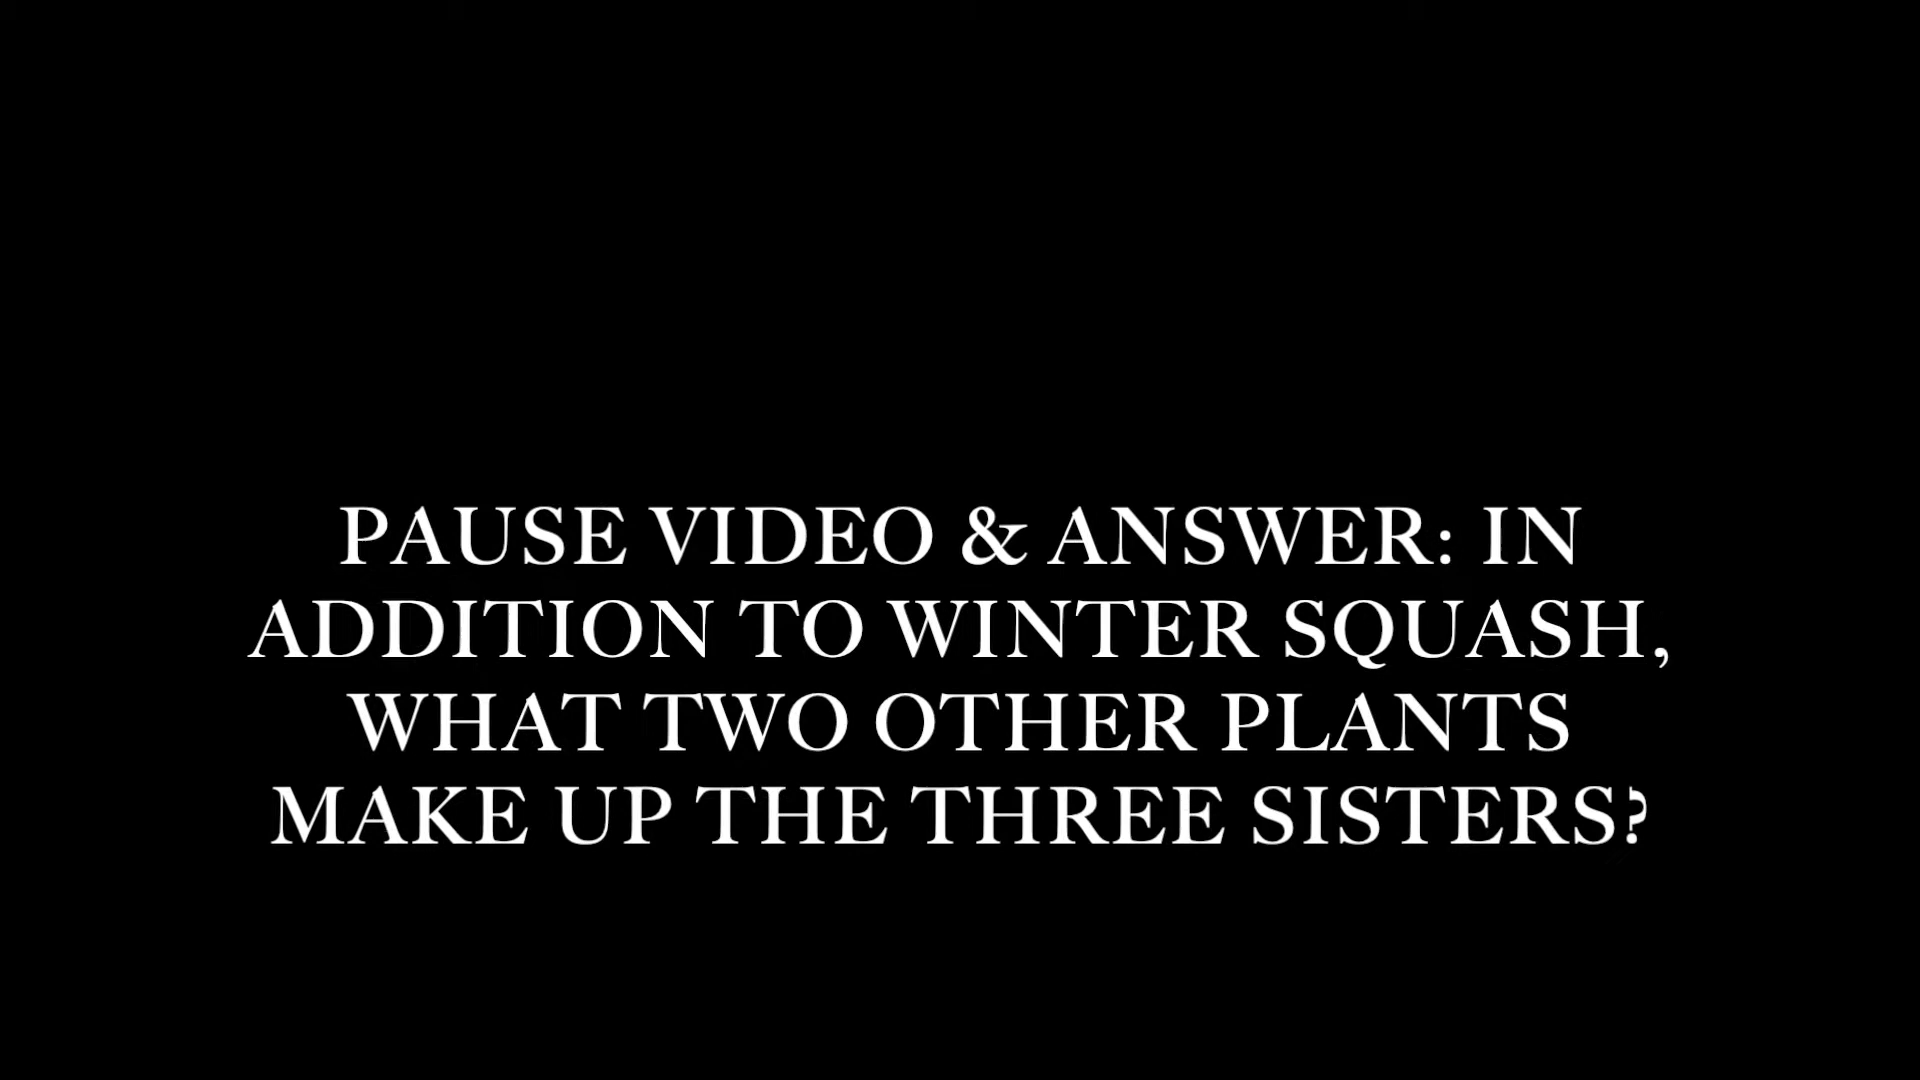 PAUSE VIDEO & ANSWER: IN
ADDITION TO WINTER SQUASH,
WHAT TWO OTHER PLANTS
MAKE UP THE THREE SISTERS?